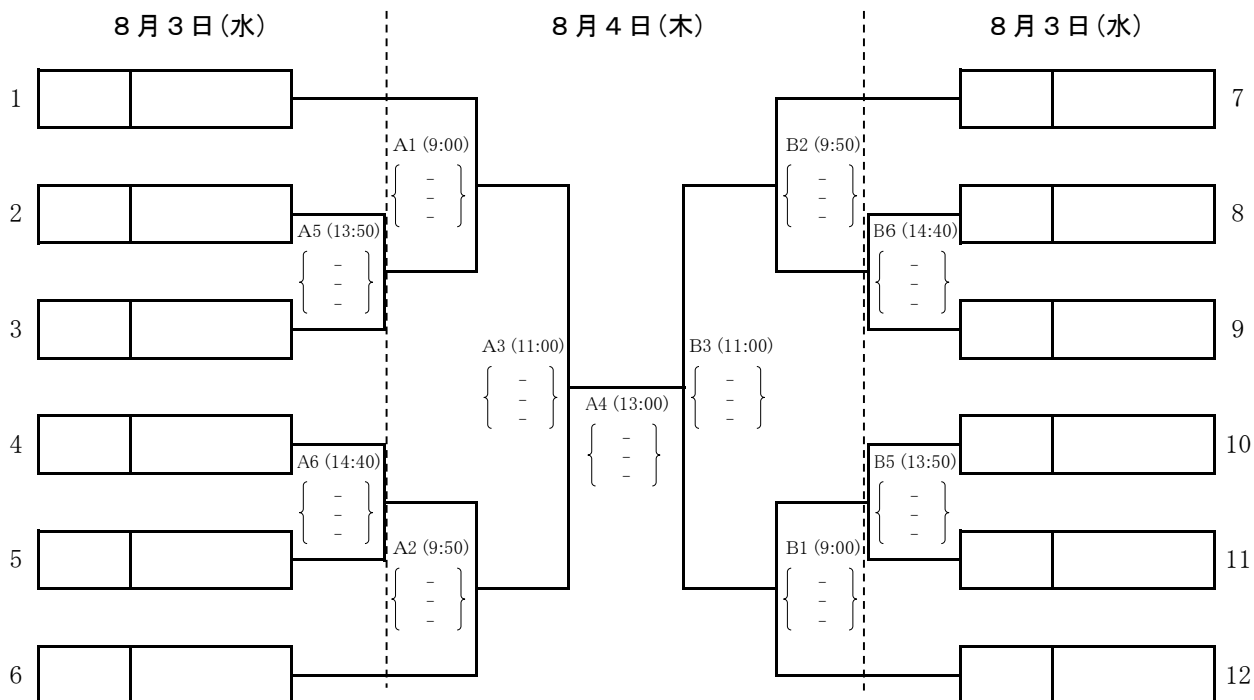 8月3日(水) 8月4日(木) 8月3日(水)
1 7
A1 (9:00) B2 (9:50)
－ －
－ －
2 － － 8
A5 (13:50) B6 (14:40)
－ －
－ －
－ －
3 9
A3 (11:00) B3 (11:00)
－ －
－ －
A4 (13:00)
－ －
4 － 10
－
A6 (14:40) B5 (13:50)
－
－ －
－ －
－ －
A2 (9:50) B1 (9:00)
5 11
－ －
－ －
－ －
6 12